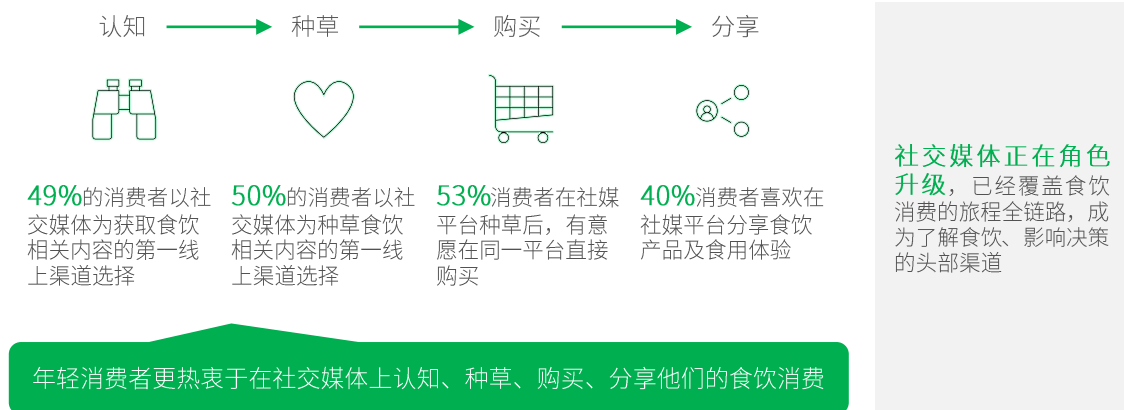 认知
种草
购买
分享
49%的消费者以社
交媒体为获取食饮
相关内容的第一线
上渠道选择
50%的消费者以社
交媒体为种草食饮
相关内容的第一线
上渠道选择
53%消费者在社媒
平台种草后，有意
愿在同一平台直接
购买
40%消费者喜欢在
社媒平台分享食饮
产品及食用体验
年轻消费者更热衷于在社交媒体上认知、种草、购买、分享他们的食饮消费
社交媒体正在角色
升级，已经覆盖食饮
消费的旅程全链路，成
为了解食饮、影响决策
的头部渠道